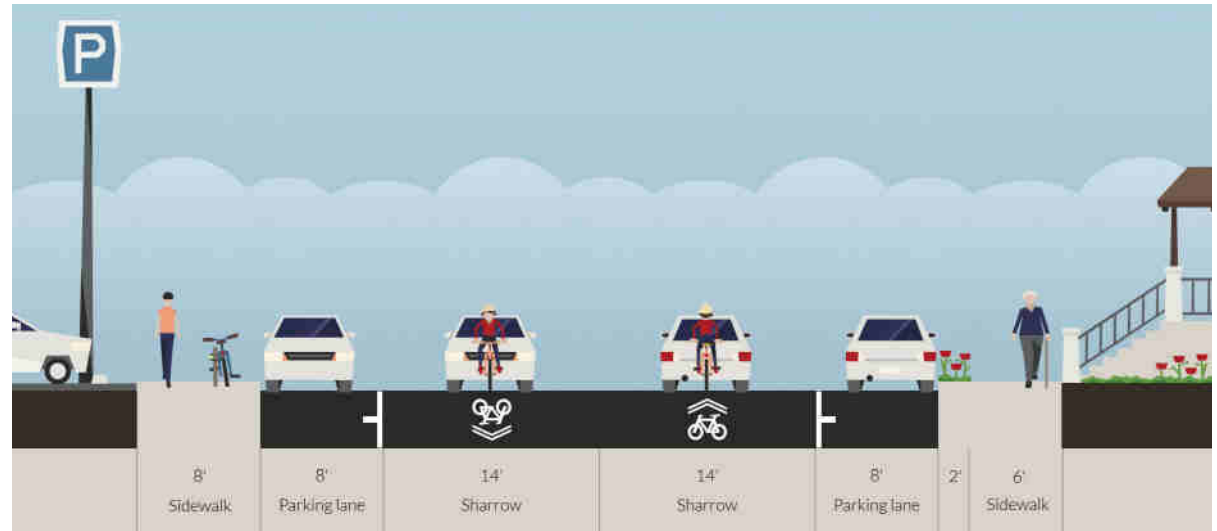 P
8'
Sidewalk
8'
Parking lane
14'
Sharrow
14'
Sharrow
8'
Parking lane
2'
6'
Sidewalk